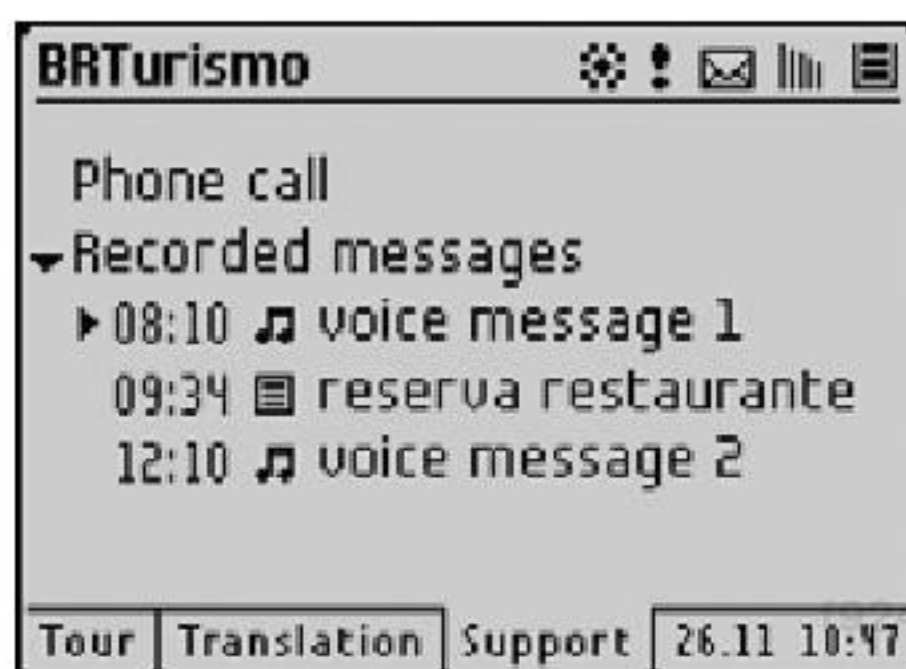 BRTurismo
Phone call
Recorded messages
08:10 voice message 1
09:34 reserva restaurante
12:10 voice message 2
Tour Translation Support 26.11 10:47